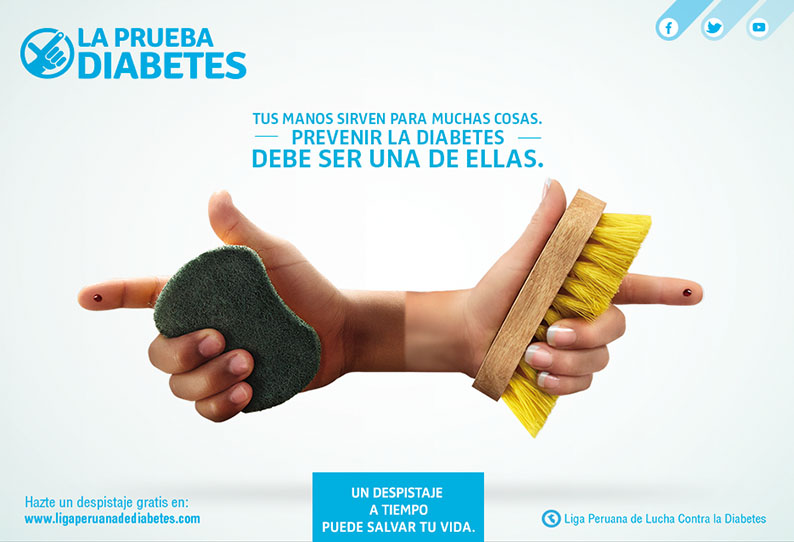 LA PRUEBA
DIABETES
TUS MANOS SIRVEN PARA MUCHAS COSAS.
PREVENIR LA DIABETES
DEBE SER UNA DE ELLAS.
Hazte un despistaje gratis en:
www.ligaperuanadediabetes.com
UN DESPISTAJE
A TIEMPO
PUEDE SALVAR TU VIDA.
Liga Peruana de Lucha Contra la Diabetes